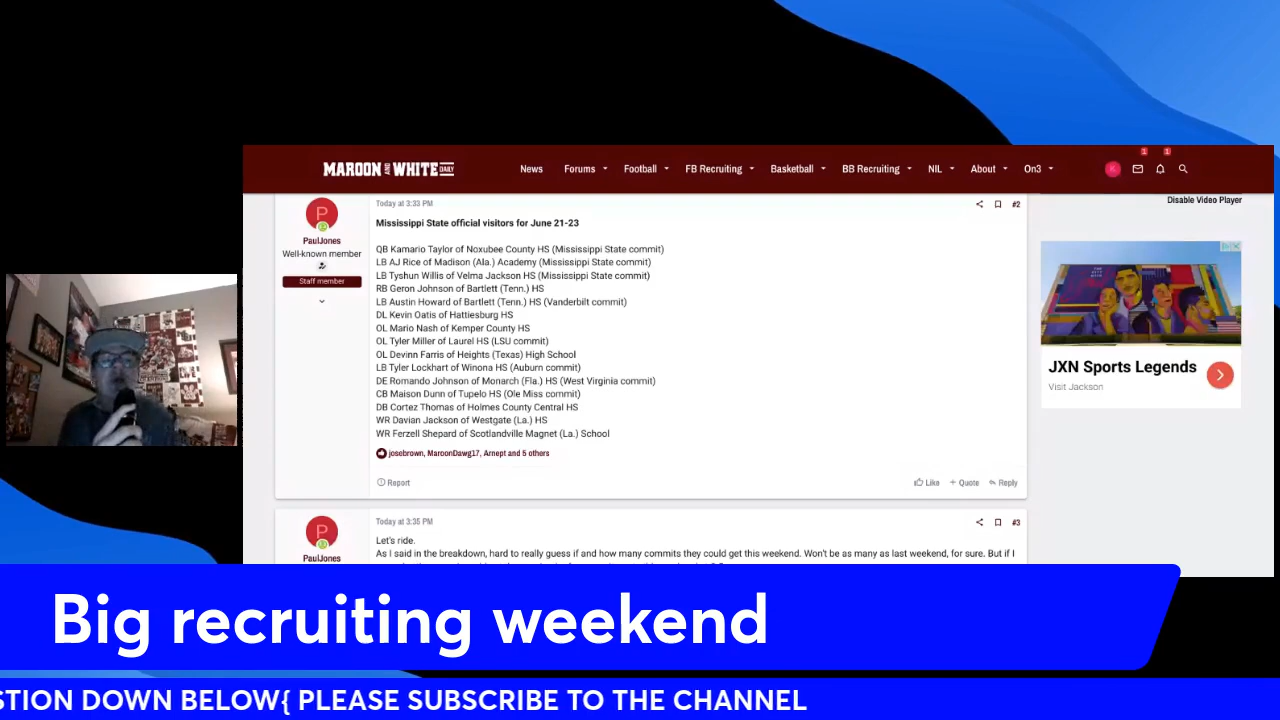 MAROON AND WHITE DAILY
News Forums Football FB Recruiting Basketball BB Recruiting NIL About On3
1 1
K
Disable Video Player
P
PaulJones
Well-known member
Staff member
Today at 3:33 PM #2
Mississippi State official visitors for June 21-23
QB Kamario Taylor of Noxubee County HS (Mississippi State commit)
LB AJ Rice of Madison (Ala.) Academy (Mississippi State commit)
LB Tyshun Willis of Velma Jackson HS (Mississippi State commit)
RB Geron Johnson of Bartlett (Tenn.) HS
LB Austin Howard of Bartlett (Tenn.) HS (Vanderbilt commit)
DL Kevin Oatis of Hattiesburg HS
OL Mario Nash of Kemper County HS
OL Tyler Miller of Laurel HS (LSU commit)
OL Devinn Farris of Heights (Texas) High School
LB Tyler Lockhart of Winona HS (Auburn commit)
DE Romando Johnson of Monarch (Fla.) HS (West Virginia commit)
CB Maison Dunn of Tupelo HS (Ole Miss commit)
DB Cortez Thomas of Holmes County Central HS
WR Davian Jackson of Westgate (La.) HS
WR Ferzell Shepard of Scotlandville Magnet (La.) School
josebrown, MaroonDawg17, Arnept and 5 others
Report Like + Quote Reply
JXN Sports Legends
Visit Jackson
P
PaulJones
Today at 3:35 PM #3
Let's ride.
As I said in the breakdown, hard to really guess if and how many commits they could get this weekend. Won't be as many as last weekend, for sure. But if I
Big recruiting weekend
STION DOWN BELOW{ PLEASE SUBSCRIBE TO THE CHANNEL